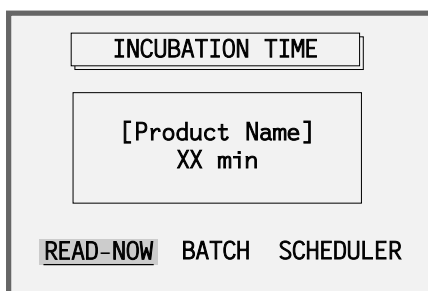 INCUBATION TIME
[Product Name]
XX min
READ-NOW BATCH SCHEDULER